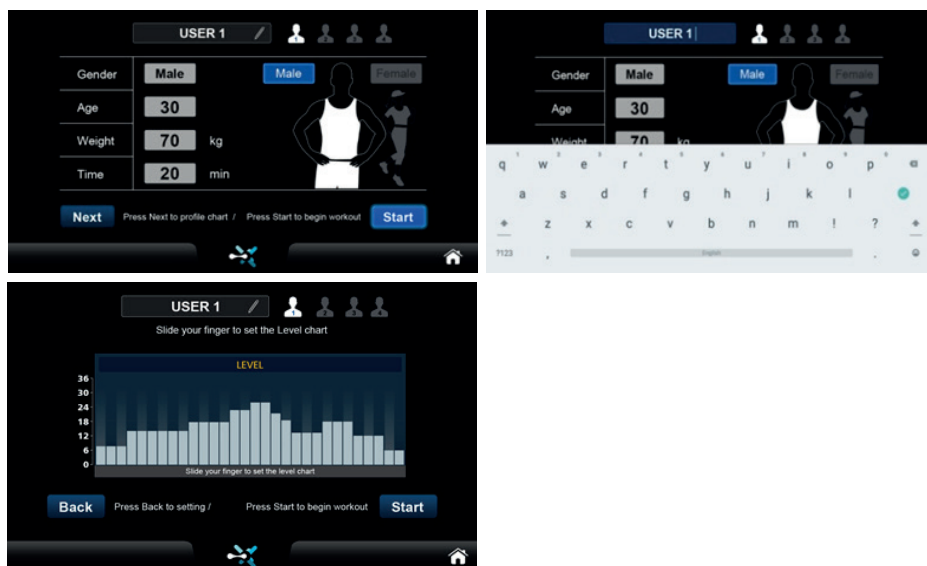 USER 1
Gender Male Male Female
Age 30
Weight 70 kg
Time 20 min
Next Press Next to profile chart / Press Start to begin workout Start
USER 1
Gender Male Male Female
Age 30
Weight 70 kg
q w e r t y u i o p
a s d f g h j k l
z x c v b n m ! ?
?123 , English .
USER 1
Slide your finger to set the Level chart
LEVEL
36
30
24
18
12
6
0
Slide your finger to set the level chart
Back Press Back to setting / Press Start to begin workout Start